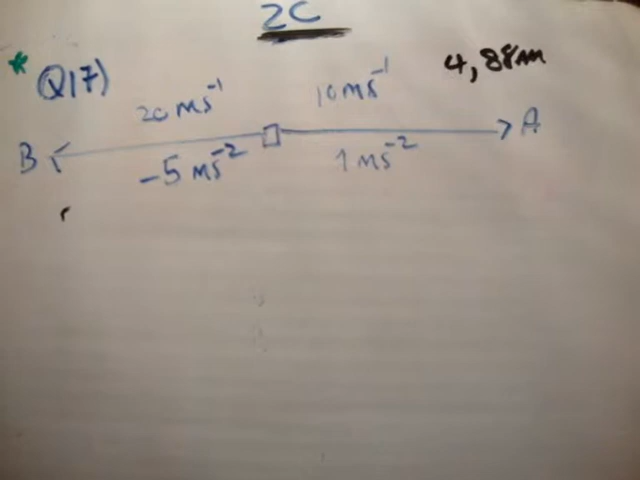 2C
* Q17)
4, 88m
20 ms⁻¹ 10 ms⁻¹
B A
-5 ms⁻² 1 ms⁻²